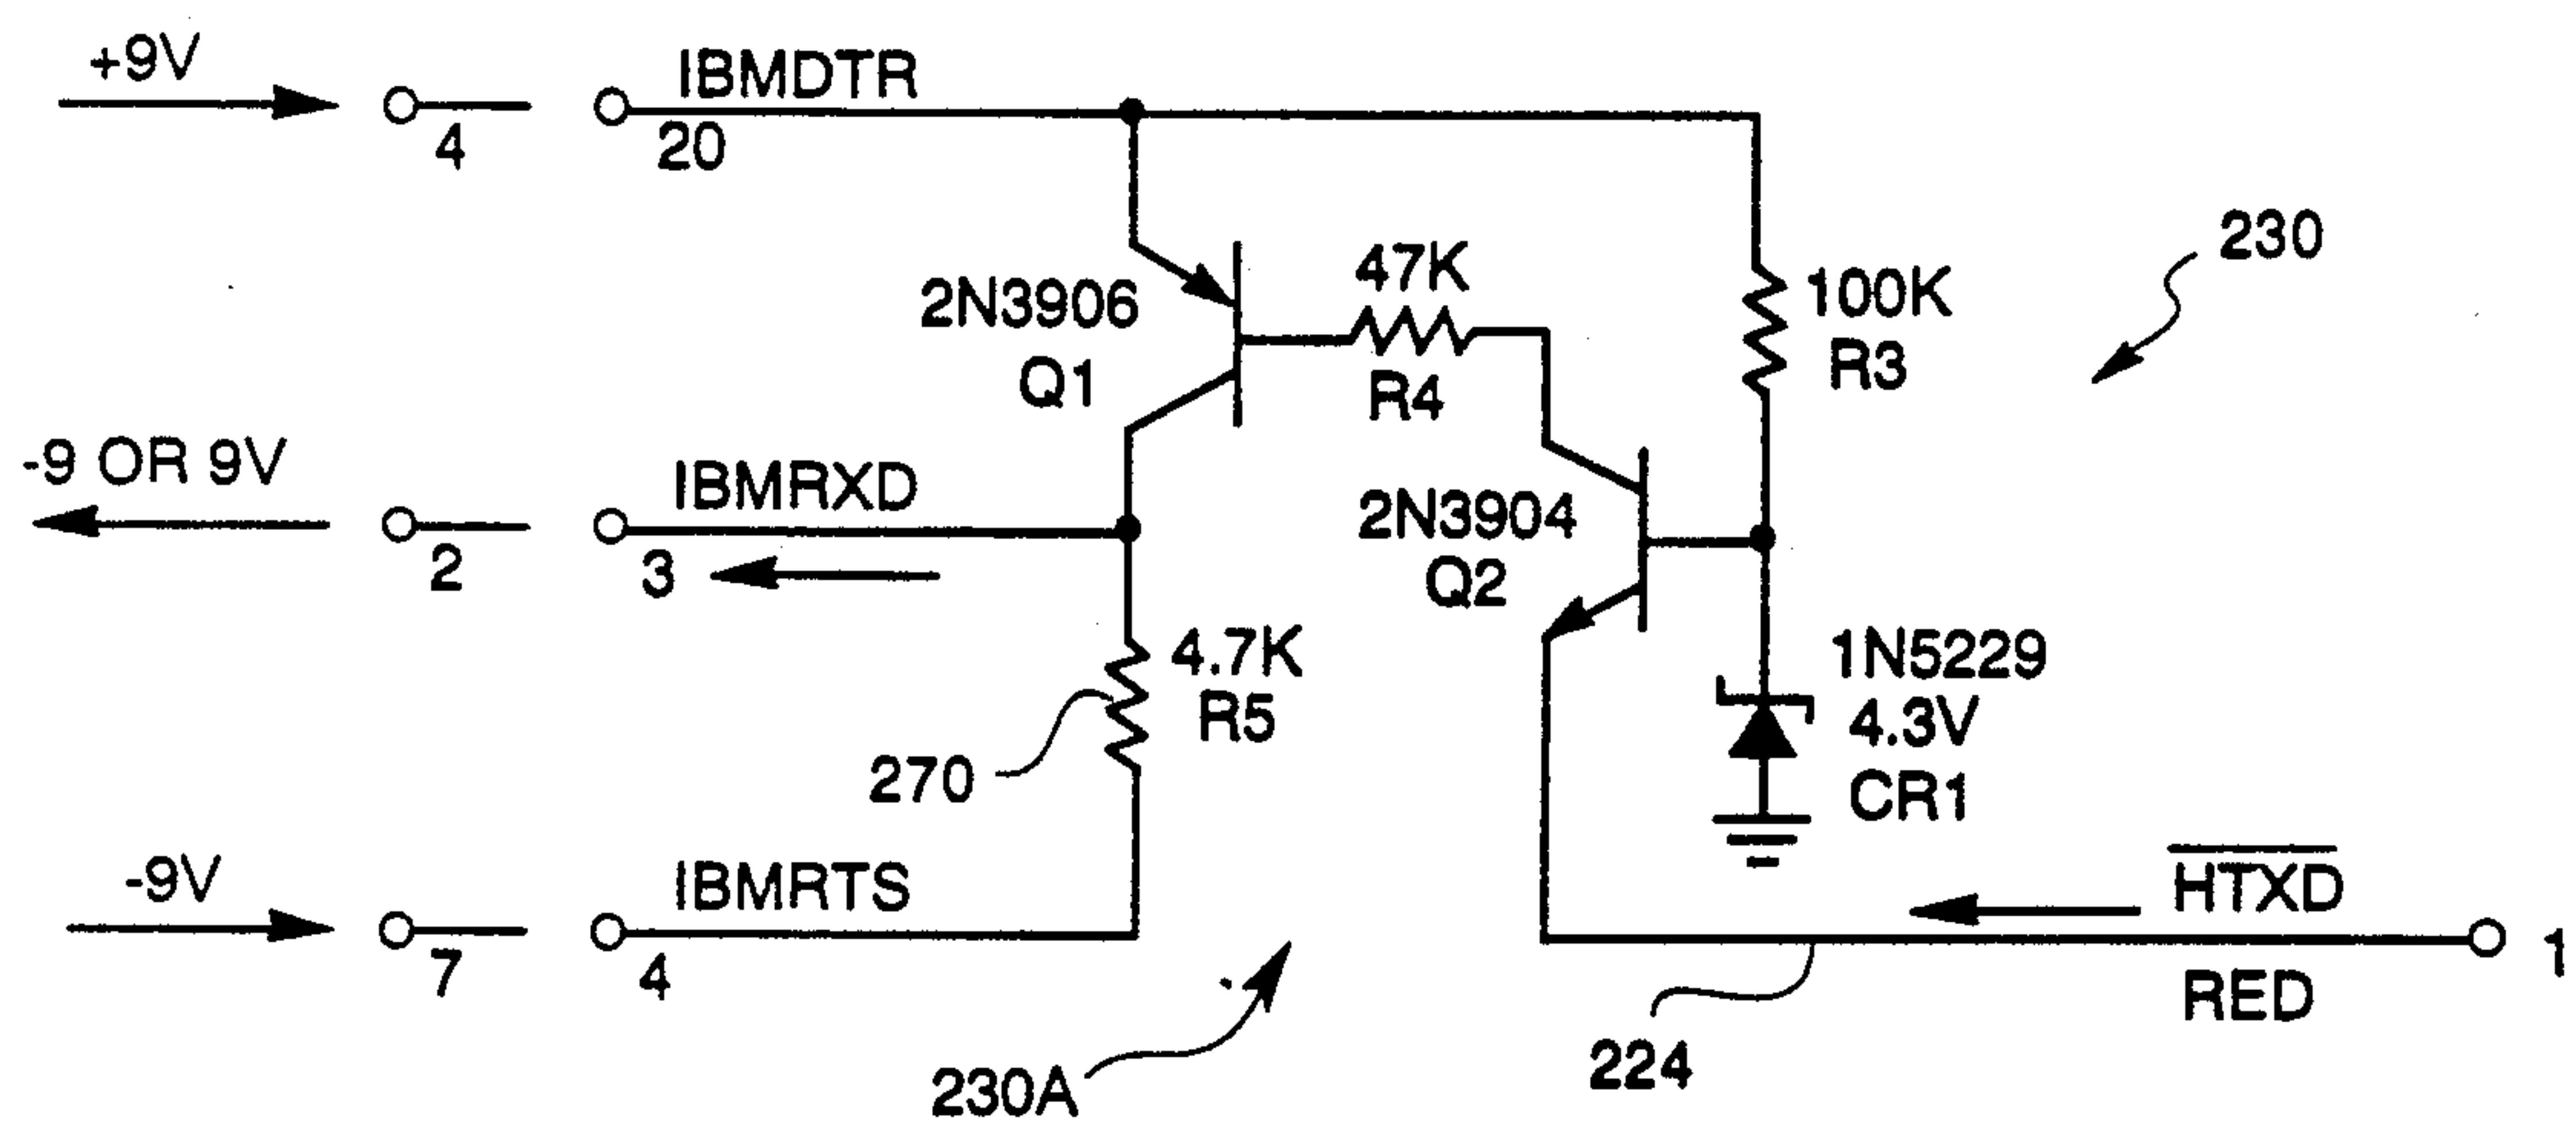 +9V
IBMDTR
4
20
230
47K
100K
2N3906
R3
Q1
R4
-9 OR 9V
IBMRXD
2N3904
2
3
Q2
4.7K
1N5229
R5
4.3V
270
CR1
-9V
IBMRTS
HTXD
7
4
1
RED
224
230A